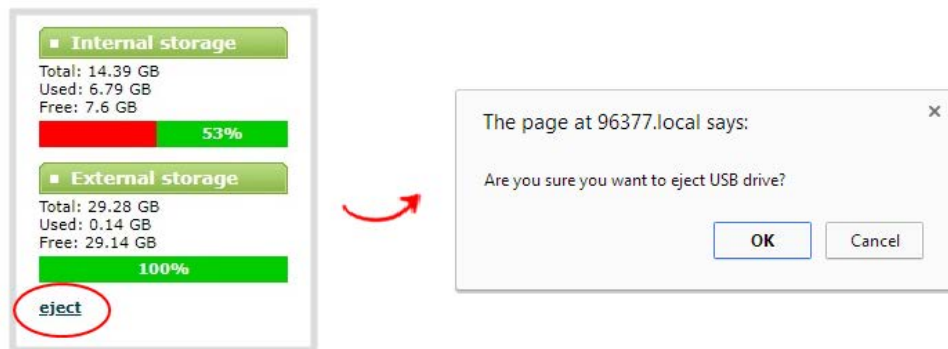 Internal storage
Total: 14.39 GB
Used: 6.79 GB
Free: 7.6 GB
53%
External storage
Total: 29.28 GB
Used: 0.14 GB
Free: 29.14 GB
100%
eject
The page at 96377.local says:
Are you sure you want to eject USB drive?
OK
Cancel